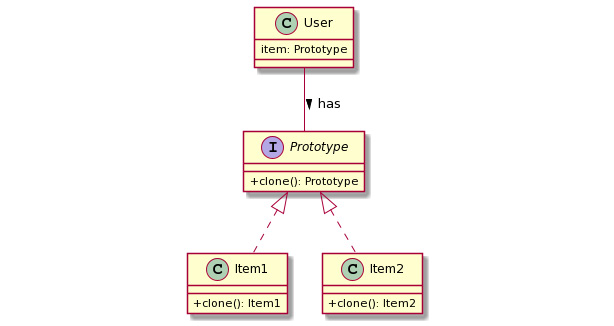 C User
item: Prototype
has
I Prototype
+clone(): Prototype
C Item1
+clone(): Item1
C Item2
+clone(): Item2